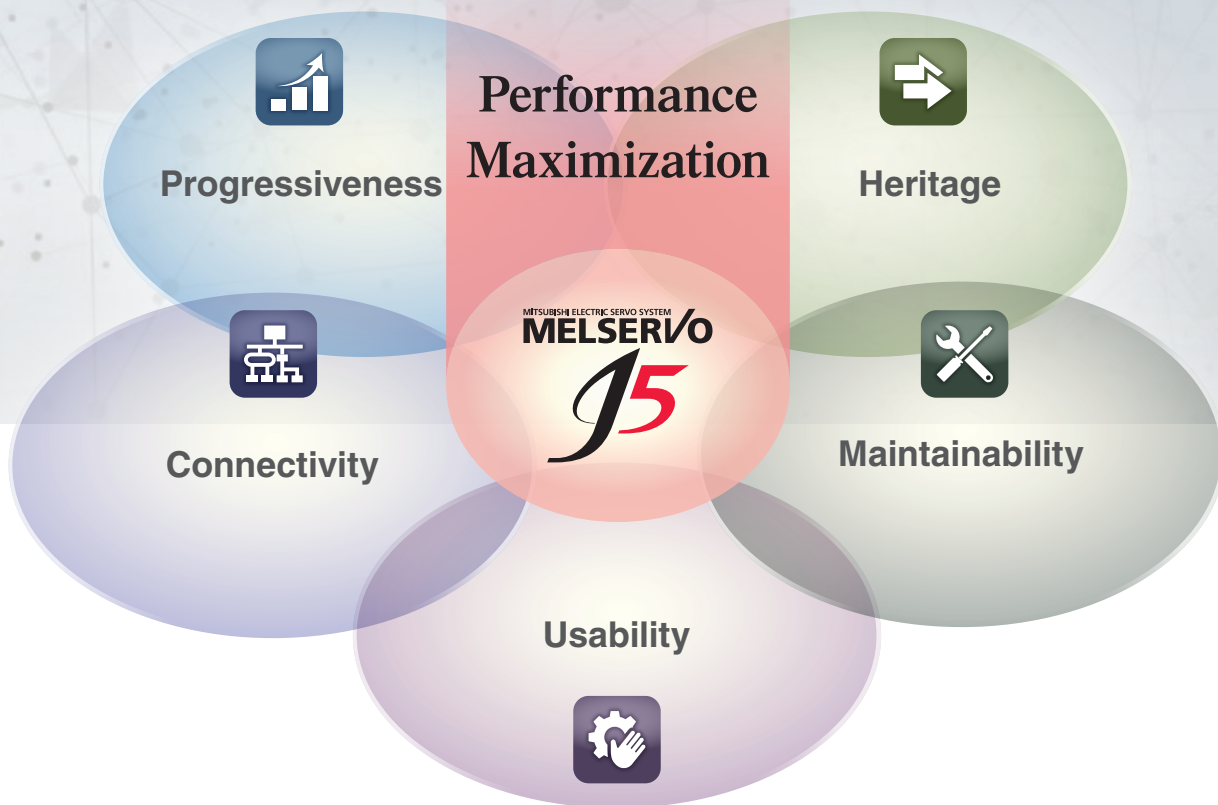 Performance
Maximization
Progressiveness
Heritage
MITSUBISHI ELECTRIC SERVO SYSTEM
MELSERVO
J5
Connectivity
Maintainability
Usability